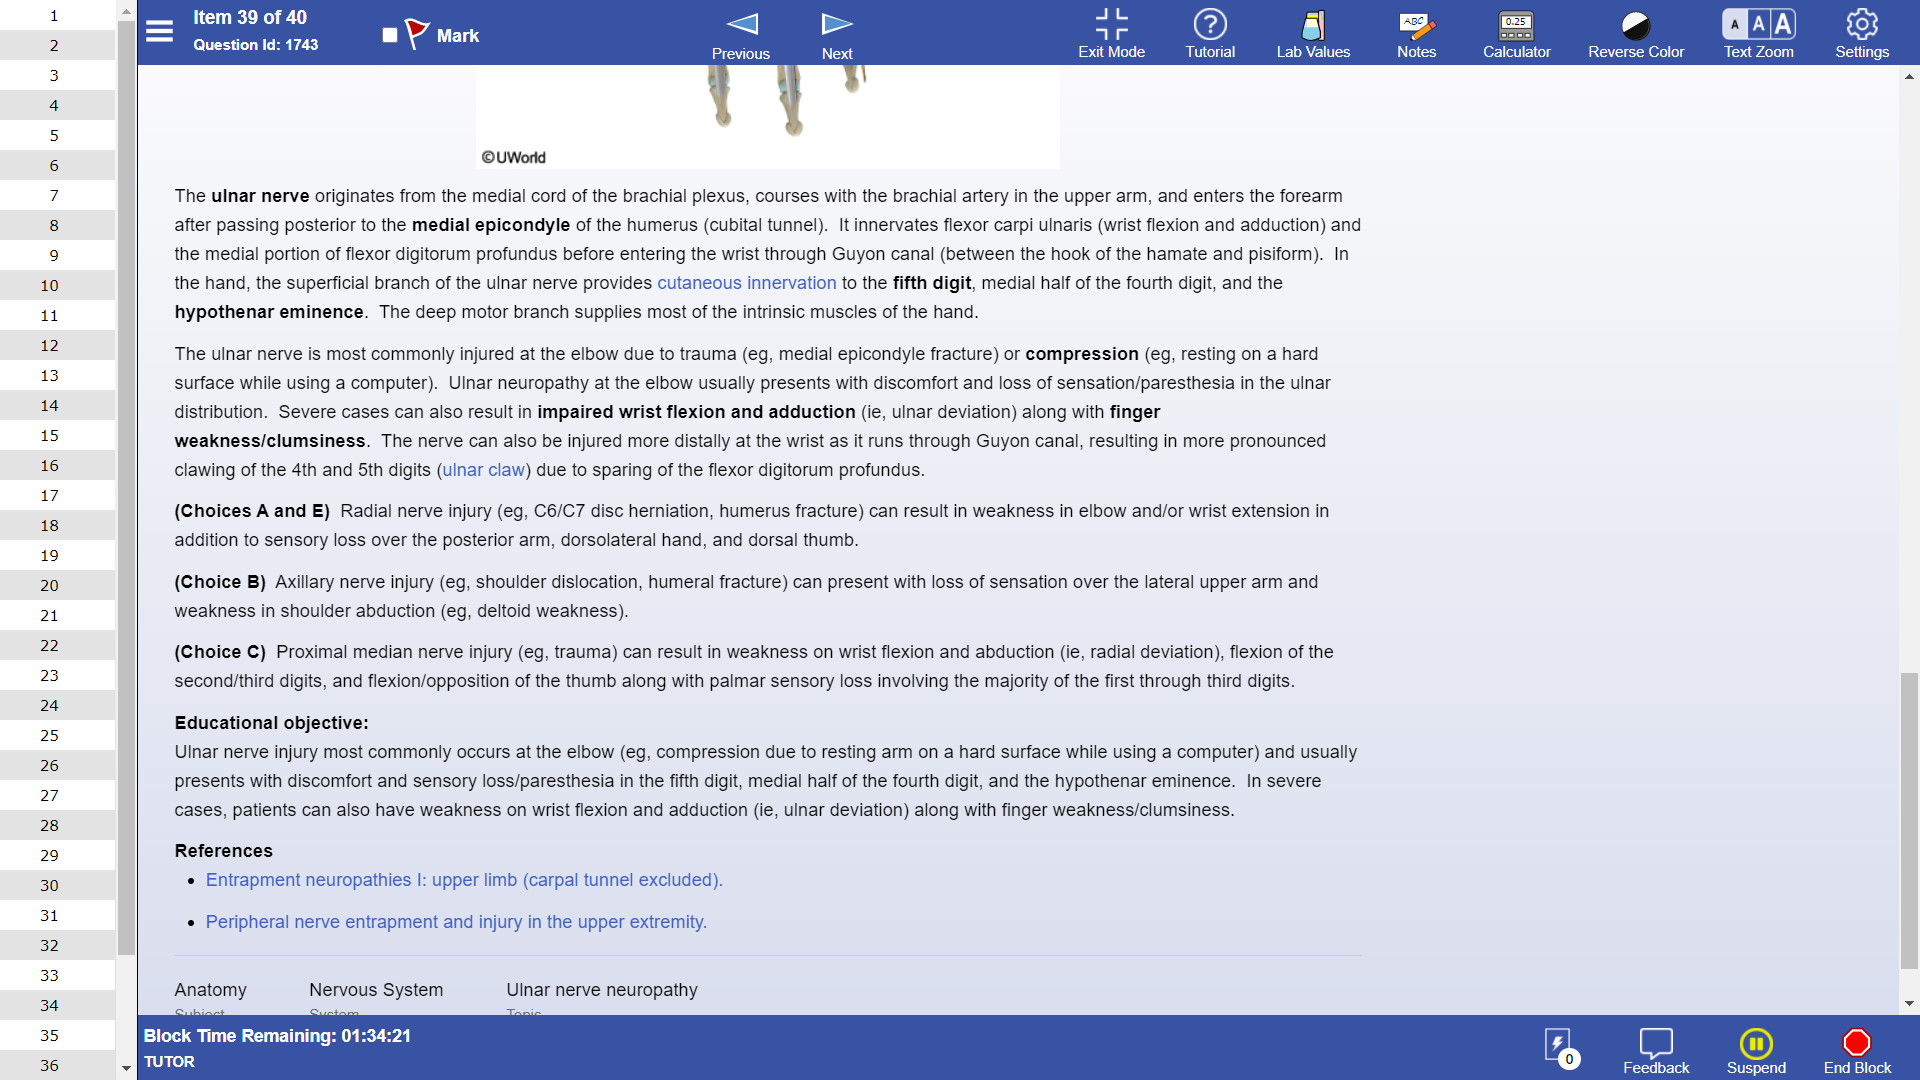 1
2
3
4
5
6
7
8
9
10
11
12
13
14
15
16
17
18
19
20
21
22
23
24
25
26
27
28
29
30
31
32
33
34
35
36
Item 39 of 40
Question Id: 1743
Mark
Previous
Next
Exit Mode
Tutorial
Lab Values
ABC
Notes
0.25
Calculator
Reverse Color
A A A
Text Zoom
Settings
©UWorld
The ulnar nerve originates from the medial cord of the brachial plexus, courses with the brachial artery in the upper arm, and enters the forearm
after passing posterior to the medial epicondyle of the humerus (cubital tunnel). It innervates flexor carpi ulnaris (wrist flexion and adduction) and
the medial portion of flexor digitorum profundus before entering the wrist through Guyon canal (between the hook of the hamate and pisiform). In
the hand, the superficial branch of the ulnar nerve provides cutaneous innervation to the fifth digit, medial half of the fourth digit, and the
hypothenar eminence. The deep motor branch supplies most of the intrinsic muscles of the hand.
The ulnar nerve is most commonly injured at the elbow due to trauma (eg, medial epicondyle fracture) or compression (eg, resting on a hard
surface while using a computer). Ulnar neuropathy at the elbow usually presents with discomfort and loss of sensation/paresthesia in the ulnar
distribution. Severe cases can also result in impaired wrist flexion and adduction (ie, ulnar deviation) along with finger
weakness/clumsiness. The nerve can also be injured more distally at the wrist as it runs through Guyon canal, resulting in more pronounced
clawing of the 4th and 5th digits (ulnar claw) due to sparing of the flexor digitorum profundus.
(Choices A and E) Radial nerve injury (eg, C6/C7 disc herniation, humerus fracture) can result in weakness in elbow and/or wrist extension in
addition to sensory loss over the posterior arm, dorsolateral hand, and dorsal thumb.
(Choice B) Axillary nerve injury (eg, shoulder dislocation, humeral fracture) can present with loss of sensation over the lateral upper arm and
weakness in shoulder abduction (eg, deltoid weakness).
(Choice C) Proximal median nerve injury (eg, trauma) can result in weakness on wrist flexion and abduction (ie, radial deviation), flexion of the
second/third digits, and flexion/opposition of the thumb along with palmar sensory loss involving the majority of the first through third digits.
Educational objective:
Ulnar nerve injury most commonly occurs at the elbow (eg, compression due to resting arm on a hard surface while using a computer) and usually
presents with discomfort and sensory loss/paresthesia in the fifth digit, medial half of the fourth digit, and the hypothenar eminence. In severe
cases, patients can also have weakness on wrist flexion and adduction (ie, ulnar deviation) along with finger weakness/clumsiness.
References
Entrapment neuropathies I: upper limb (carpal tunnel excluded).
Peripheral nerve entrapment and injury in the upper extremity.
Anatomy Nervous System Ulnar nerve neuropathy
Subject System Topic
Block Time Remaining: 01:34:21
TUTOR
0
Feedback
Suspend
End Block